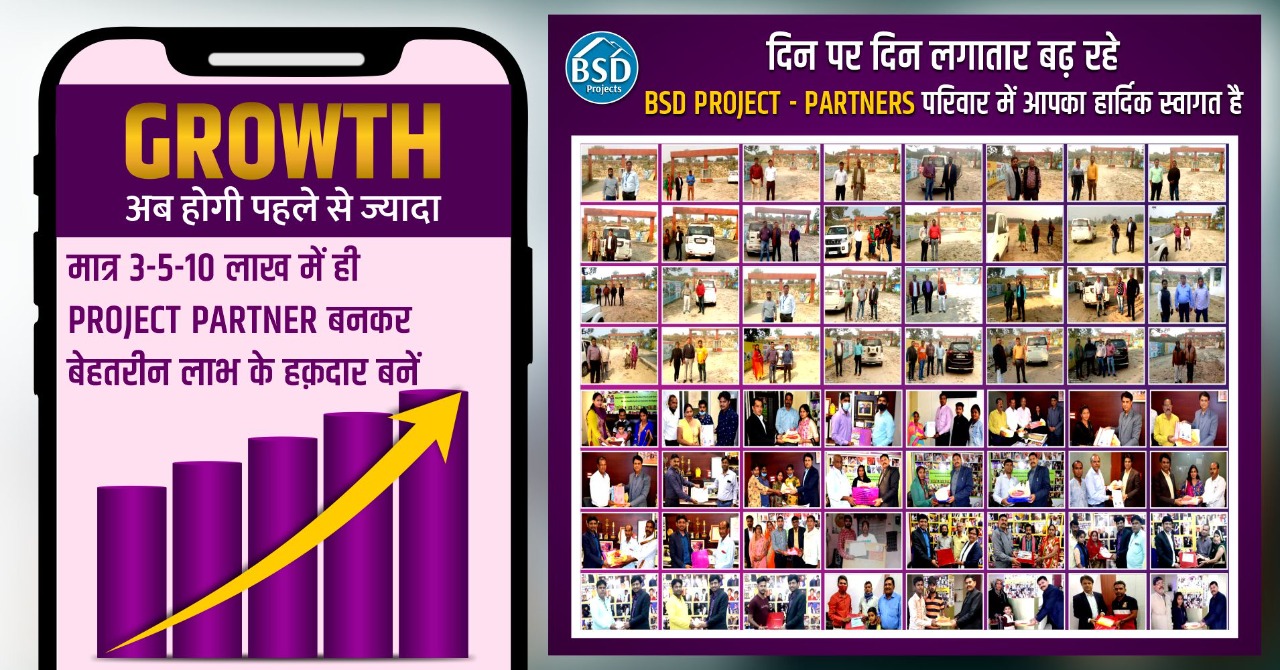 GROWTH
अब होगी पहले से ज्यादा
मात्र 3-5-10 लाख में ही
PROJECT PARTNER बनकर
बेहतरीन लाभ के हक़दार बनें
BSD
Projects
दिन पर दिन लगातार बढ़ रहे
BSD PROJECT - PARTNERS परिवार में आपका हार्दिक स्वागत है